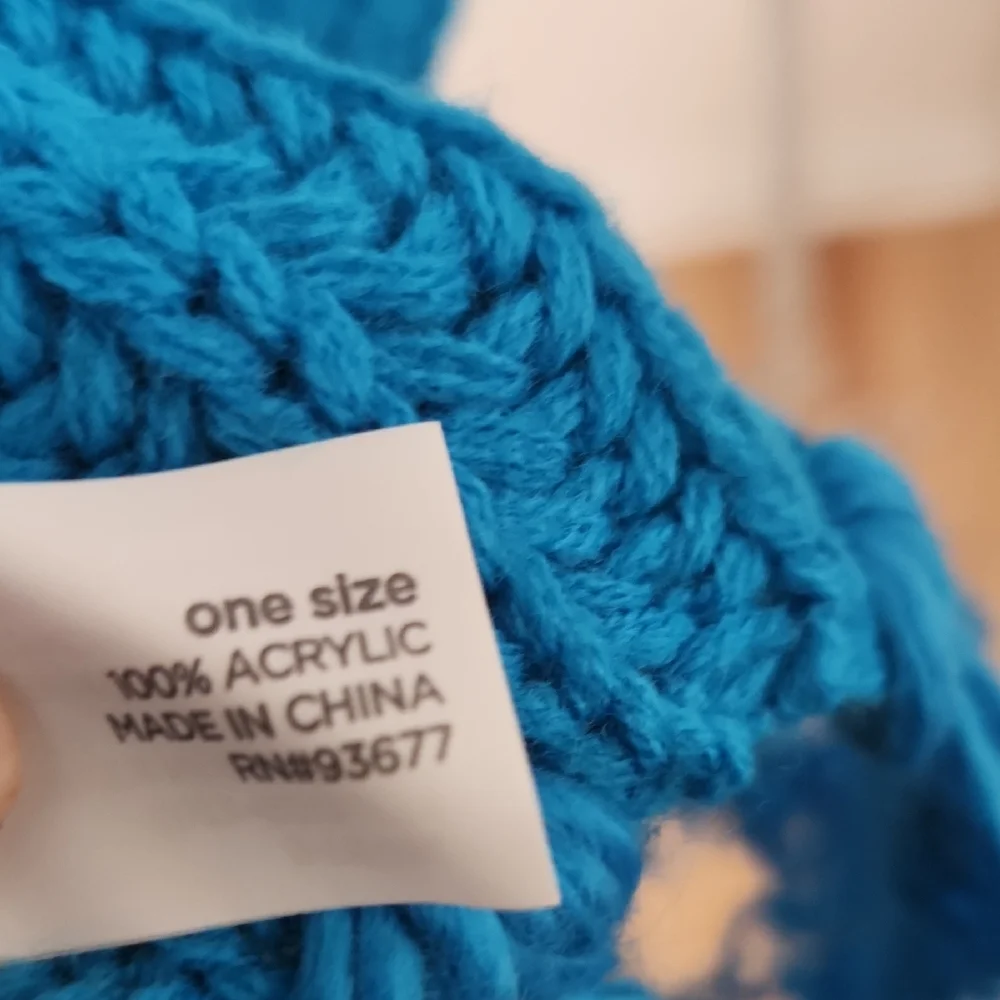 one size
100% ACRYLIC
MADE IN CHINA
RN#93677